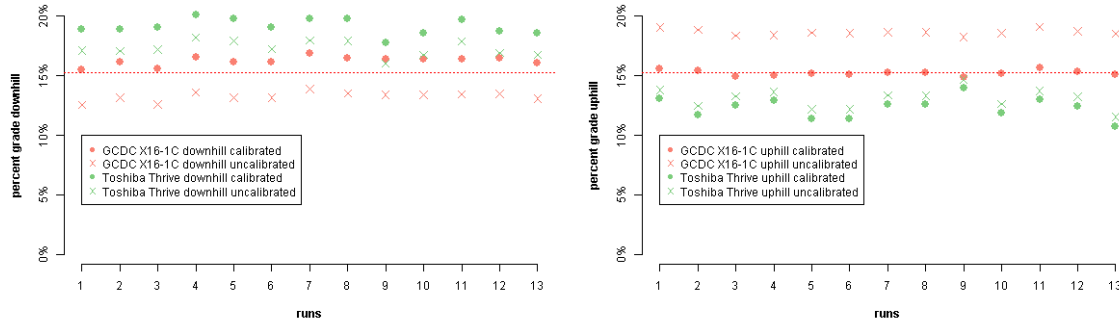 percent grade downhill
20%
15%
10%
5%
0%
GCDC X16-1C downhill calibrated
GCDC X16-1C downhill uncalibrated
Toshiba Thrive downhill calibrated
Toshiba Thrive downhill uncalibrated
1 2 3 4 5 6 7 8 9 10 11 12 13
runs
percent grade uphill
20%
15%
10%
5%
0%
GCDC X16-1C uphill calibrated
GCDC X16-1C uphill uncalibrated
Toshiba Thrive uphill calibrated
Toshiba Thrive uphill uncalibrated
1 2 3 4 5 6 7 8 9 10 11 12 13
runs